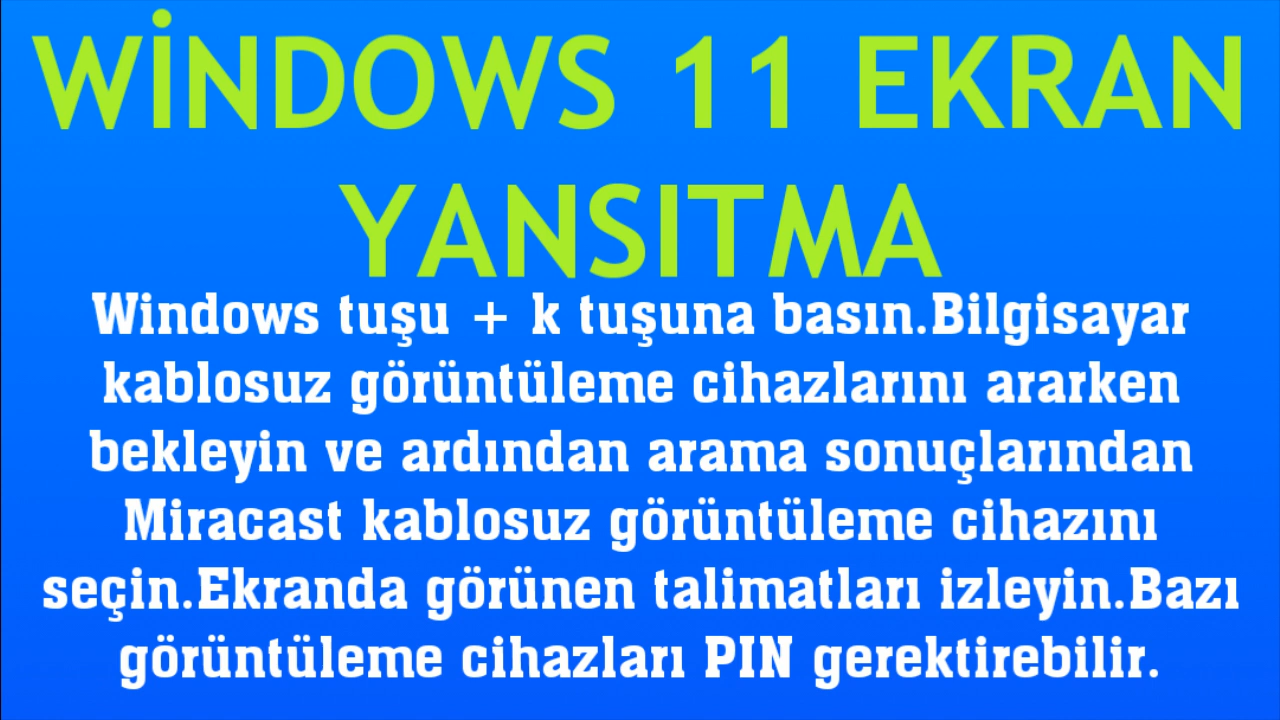 WİNDOWS 11 EKRAN
YANSITMA
Windows tuşu + k tuşuna basın.Bilgisayar
kablosuz görüntüleme cihazlarını ararken
bekleyin ve ardından arama sonuçlarından
Miracast kablosuz görüntüleme cihazını
seçin.Ekranda görünen talimatları izleyin.Bazı
görüntüleme cihazları PIN gerektirebilir.